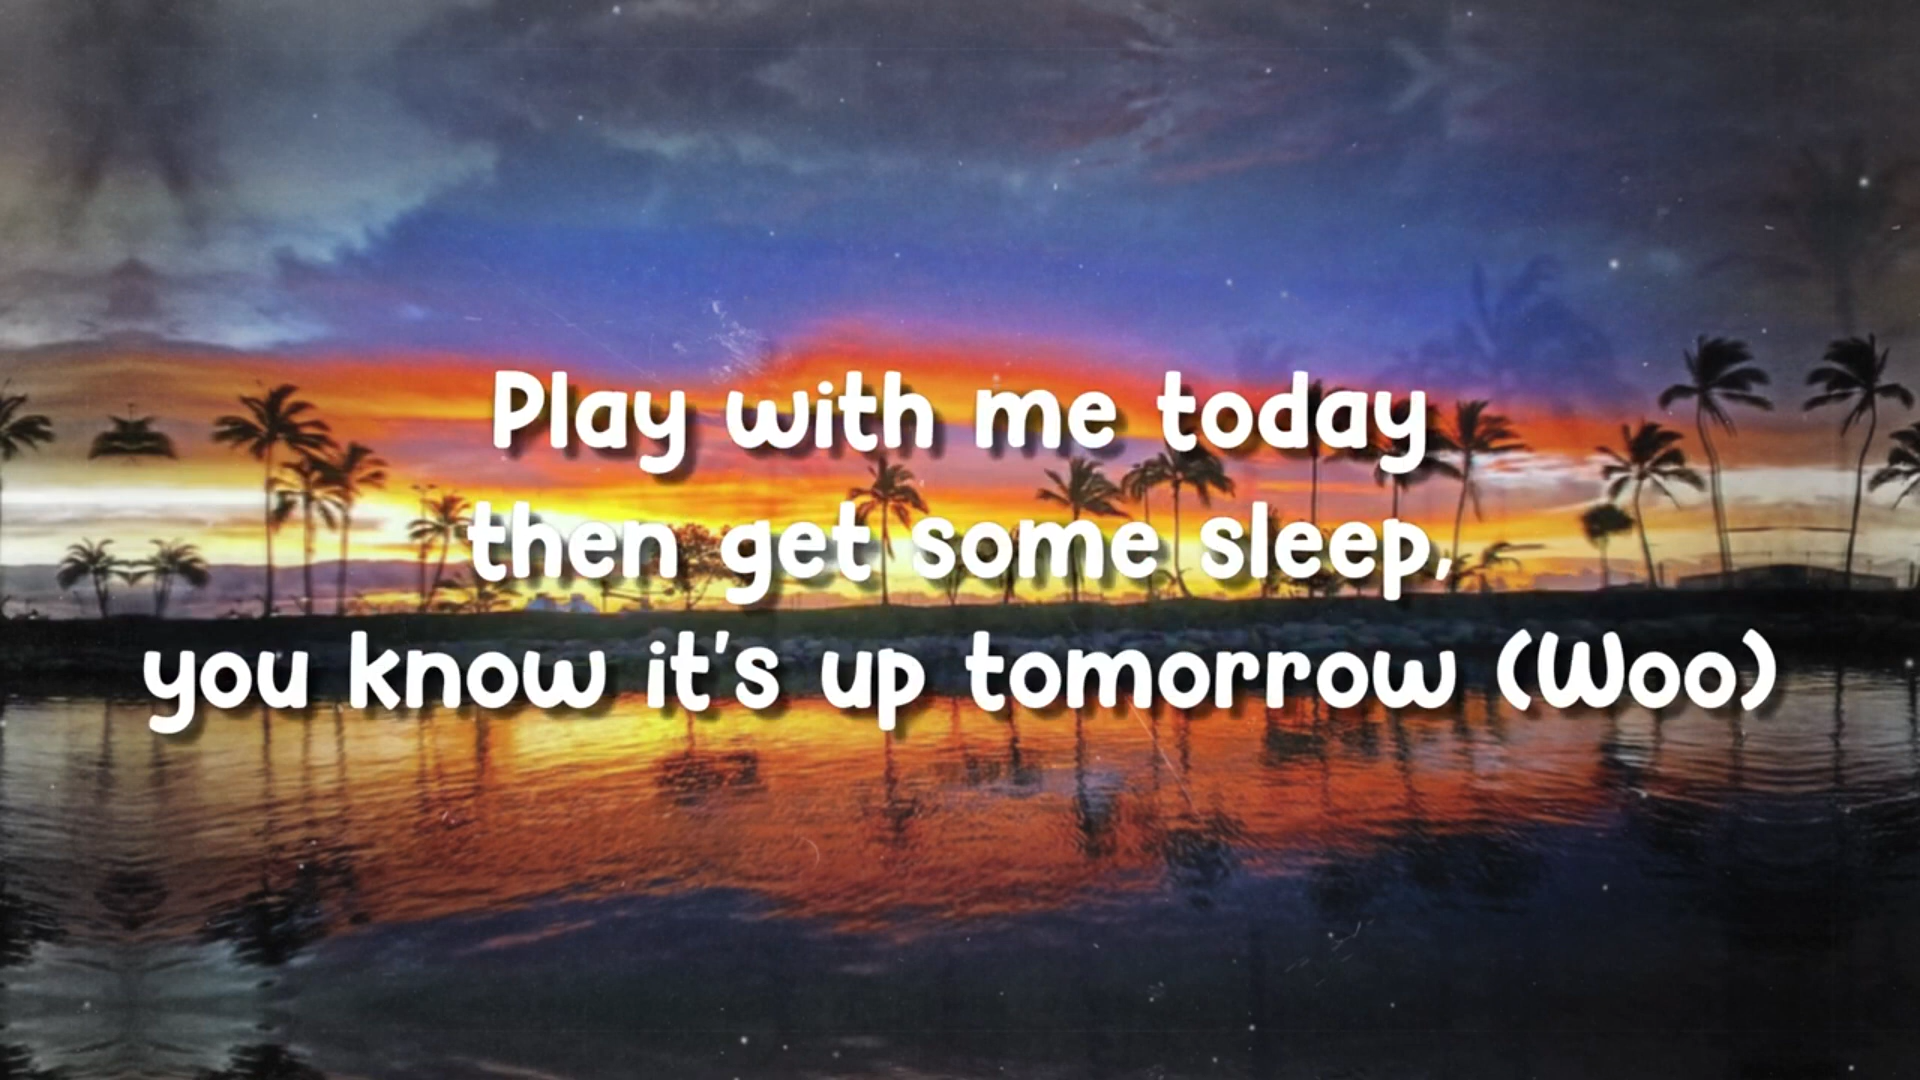 Play with me today
then get some sleep,
you know it's up tomorrow (Woo)